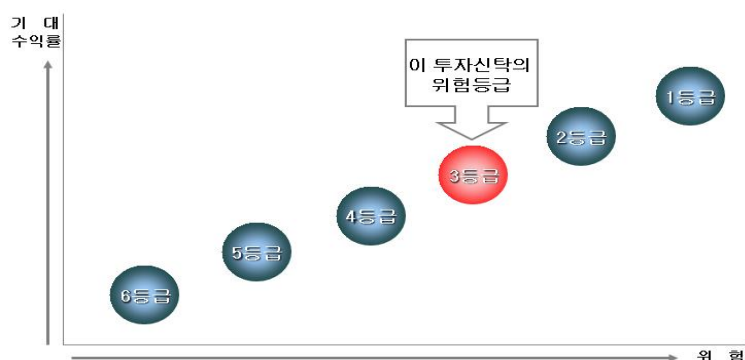 기 대
수익률
이 투자신탁의
위험등급
1등급
2등급
3등급
4등급
5등급
6등급
위 험